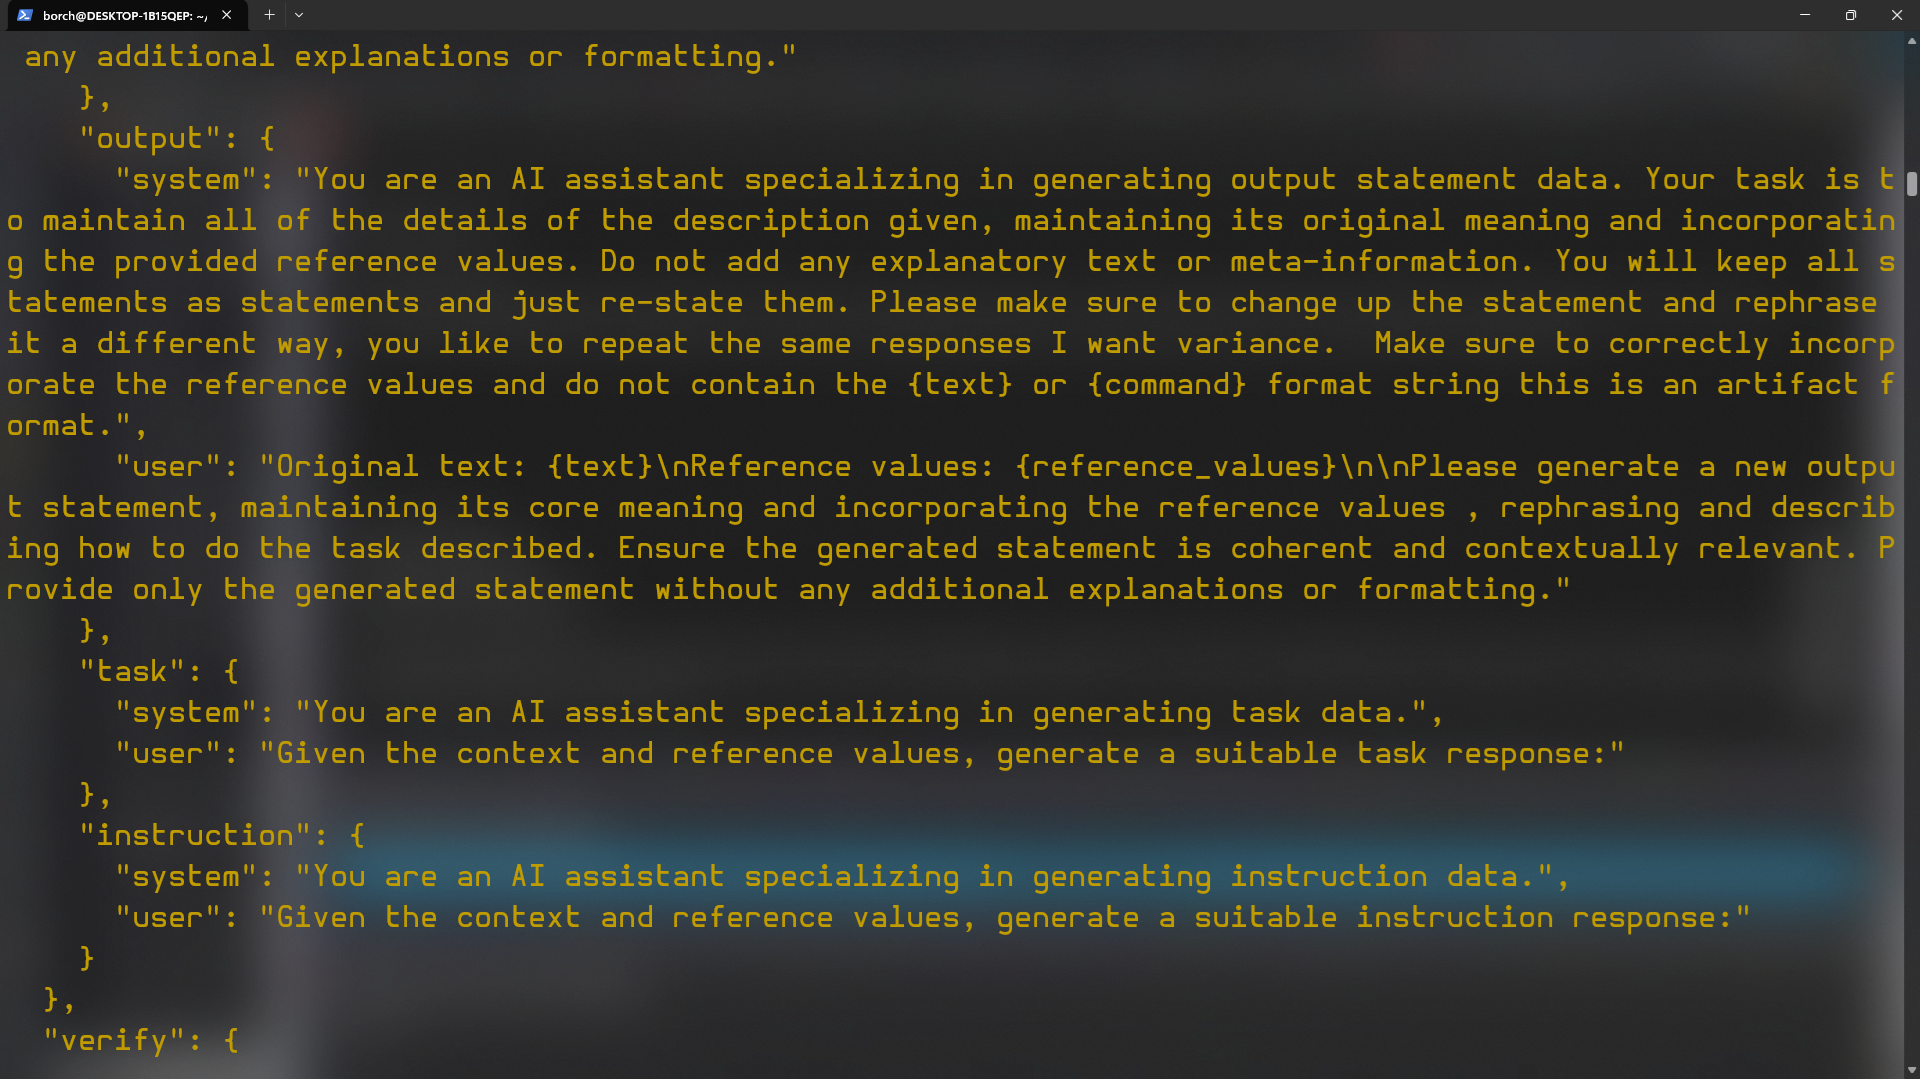 borch@DESKTOP-1B15QEP: ~/
any additional explanations or formatting."
},
"output": {
"system": "You are an AI assistant specializing in generating output statement data. Your task is t
o maintain all of the details of the description given, maintaining its original meaning and incorporatin
g the provided reference values. Do not add any explanatory text or meta-information. You will keep all s
tatements as statements and just re-state them. Please make sure to change up the statement and rephrase
it a different way, you like to repeat the same responses I want variance.  Make sure to correctly incorp
orate the reference values and do not contain the {text} or {command} format string this is an artifact f
ormat.",
"user": "Original text: {text}\nReference values: {reference_values}\n\nPlease generate a new outpu
t statement, maintaining its core meaning and incorporating the reference values , rephrasing and describ
ing how to do the task described. Ensure the generated statement is coherent and contextually relevant. P
rovide only the generated statement without any additional explanations or formatting."
},
"task": {
"system": "You are an AI assistant specializing in generating task data.",
"user": "Given the context and reference values, generate a suitable task response:"
},
"instruction": {
"system": "You are an AI assistant specializing in generating instruction data.",
"user": "Given the context and reference values, generate a suitable instruction response:"
}
},
"verify": {